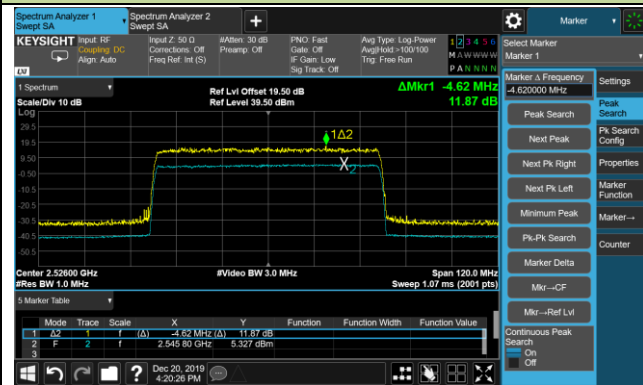 Spectrum Analyzer 1
Swept SA
Spectrum Analyzer 2
Swept SA
+
Marker
KEYSIGHT
Input: RF
Coupling: DC
Align: Auto
Input Z: 50 Ω
Corrections: Off
Freq Ref: Int (S)
#Atten: 30 dB
Preamp: Off
PNO: Fast
Gate: Off
IF Gain: Low
Sig Track: Off
Avg Type: Log-Power
Avg|Hold:>100/100
Trig: Free Run
1 2 3 4 5 6
M A W W W W
P A N N N N
LXI
1 Spectrum
Scale/Div 10 dB
Log
Ref Lvl Offset 19.50 dB
Ref Level 39.50 dBm
ΔMkr1 -4.62 MHz
11.87 dB
29.5
19.5
9.50
-0.50
-10.5
-20.5
-30.5
-40.5
-50.5
1Δ2
X2
Center 2.52600 GHz
#Res BW 1.0 MHz
#Video BW 3.0 MHz
Span 120.0 MHz
Sweep 1.07 ms (2001 pts)
5 Marker Table
Mode Trace Scale X Y Function Function Width Function Value
1 Δ2 1 f (Δ) -4.62 MHz (Δ) 11.87 dB
2 F 2 f 2.545 80 GHz 5.327 dBm
3
?
Dec 20, 2019
4:20:26 PM
Select Marker
Marker 1
Marker Δ Frequency
-4.620000 MHz
Peak Search
Next Peak
Next Pk Right
Next Pk Left
Minimum Peak
Pk-Pk Search
Marker Delta
Mkr→CF
Mkr→Ref Lvl
Continuous Peak
Search
On
Off
Settings
Peak
Search
Pk Search
Config
Properties
Marker
Function
Marker→
Counter